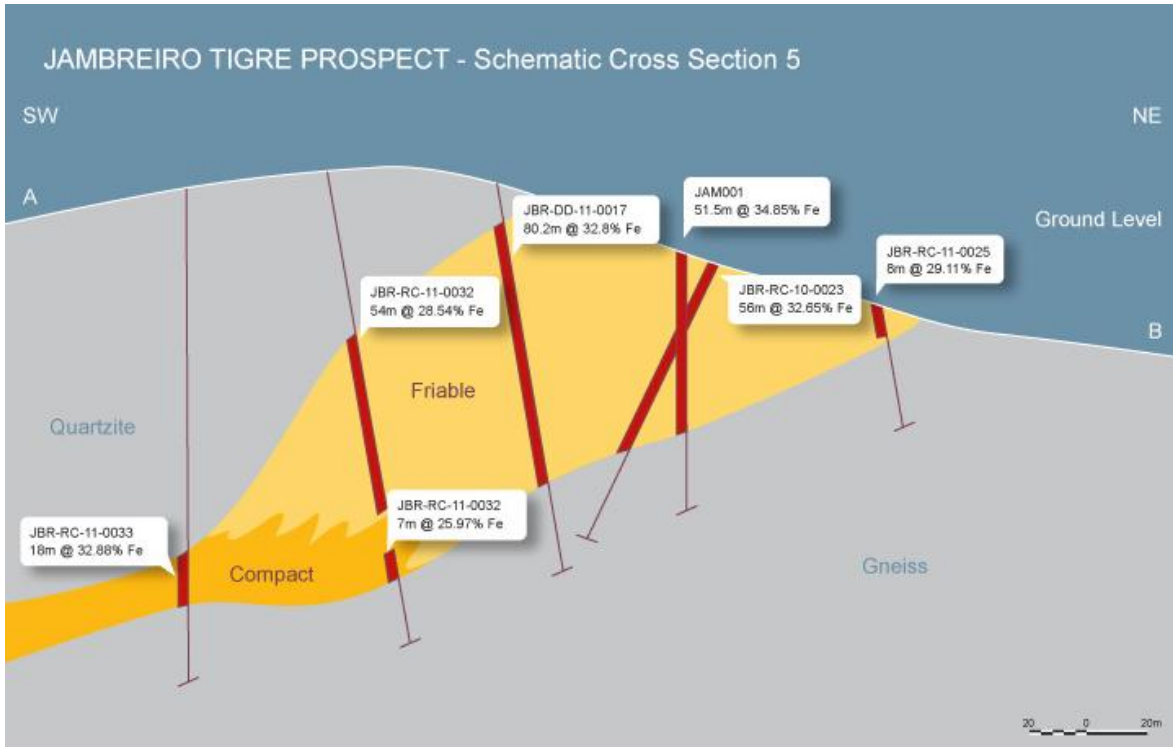 JAMBREIRO TIGRE PROSPECT - Schematic Cross Section 5
SW
NE
A
JAM001
51.5m @ 34.85% Fe
JBR-DD-11-0017
80.2m @ 32.8% Fe
Ground Level
JBR-RC-11-0025
8m @ 29.11% Fe
JBR-RC-11-0032
54m @ 28.54% Fe
JBR-RC-10-0023
56m @ 32.65% Fe
B
Friable
Quartzite
JBR-RC-11-0032
7m @ 25.97% Fe
JBR-RC-11-0033
18m @ 32.88% Fe
Compact
Gneiss
20 0 20m